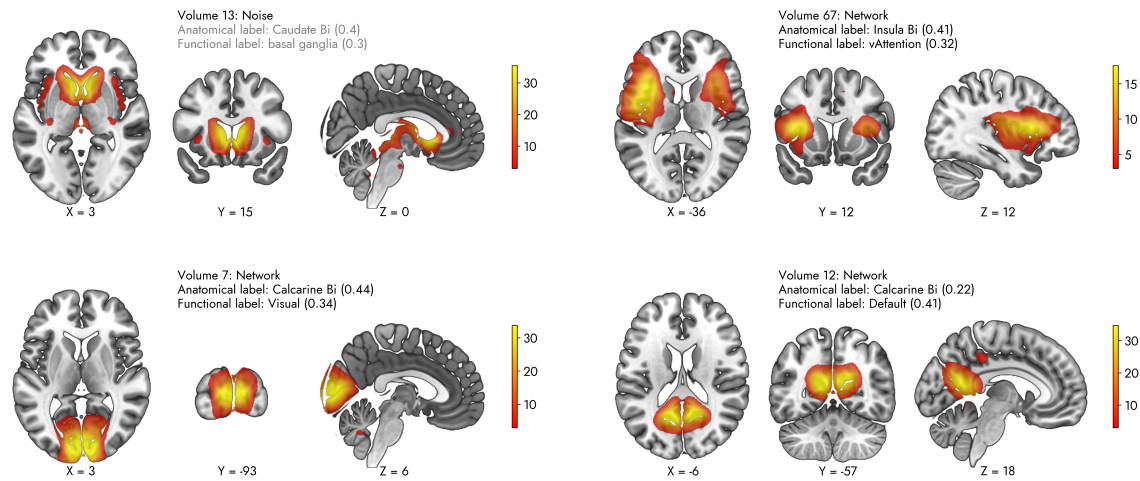 Volume 13: Noise
Anatomical label: Caudate Bi (0.4)
Functional label: basal ganglia (0.3)
30
20
10
X = 3
Y = 15
Z = 0
Volume 67: Network
Anatomical label: Insula Bi (0.41)
Functional label: vAttention (0.32)
15
10
5
X = -36
Y = 12
Z = 12
Volume 7: Network
Anatomical label: Calcarine Bi (0.44)
Functional label: Visual (0.34)
30
20
10
X = 3
Y = -93
Z = 6
Volume 12: Network
Anatomical label: Calcarine Bi (0.22)
Functional label: Default (0.41)
30
20
10
X = -6
Y = -57
Z = 18